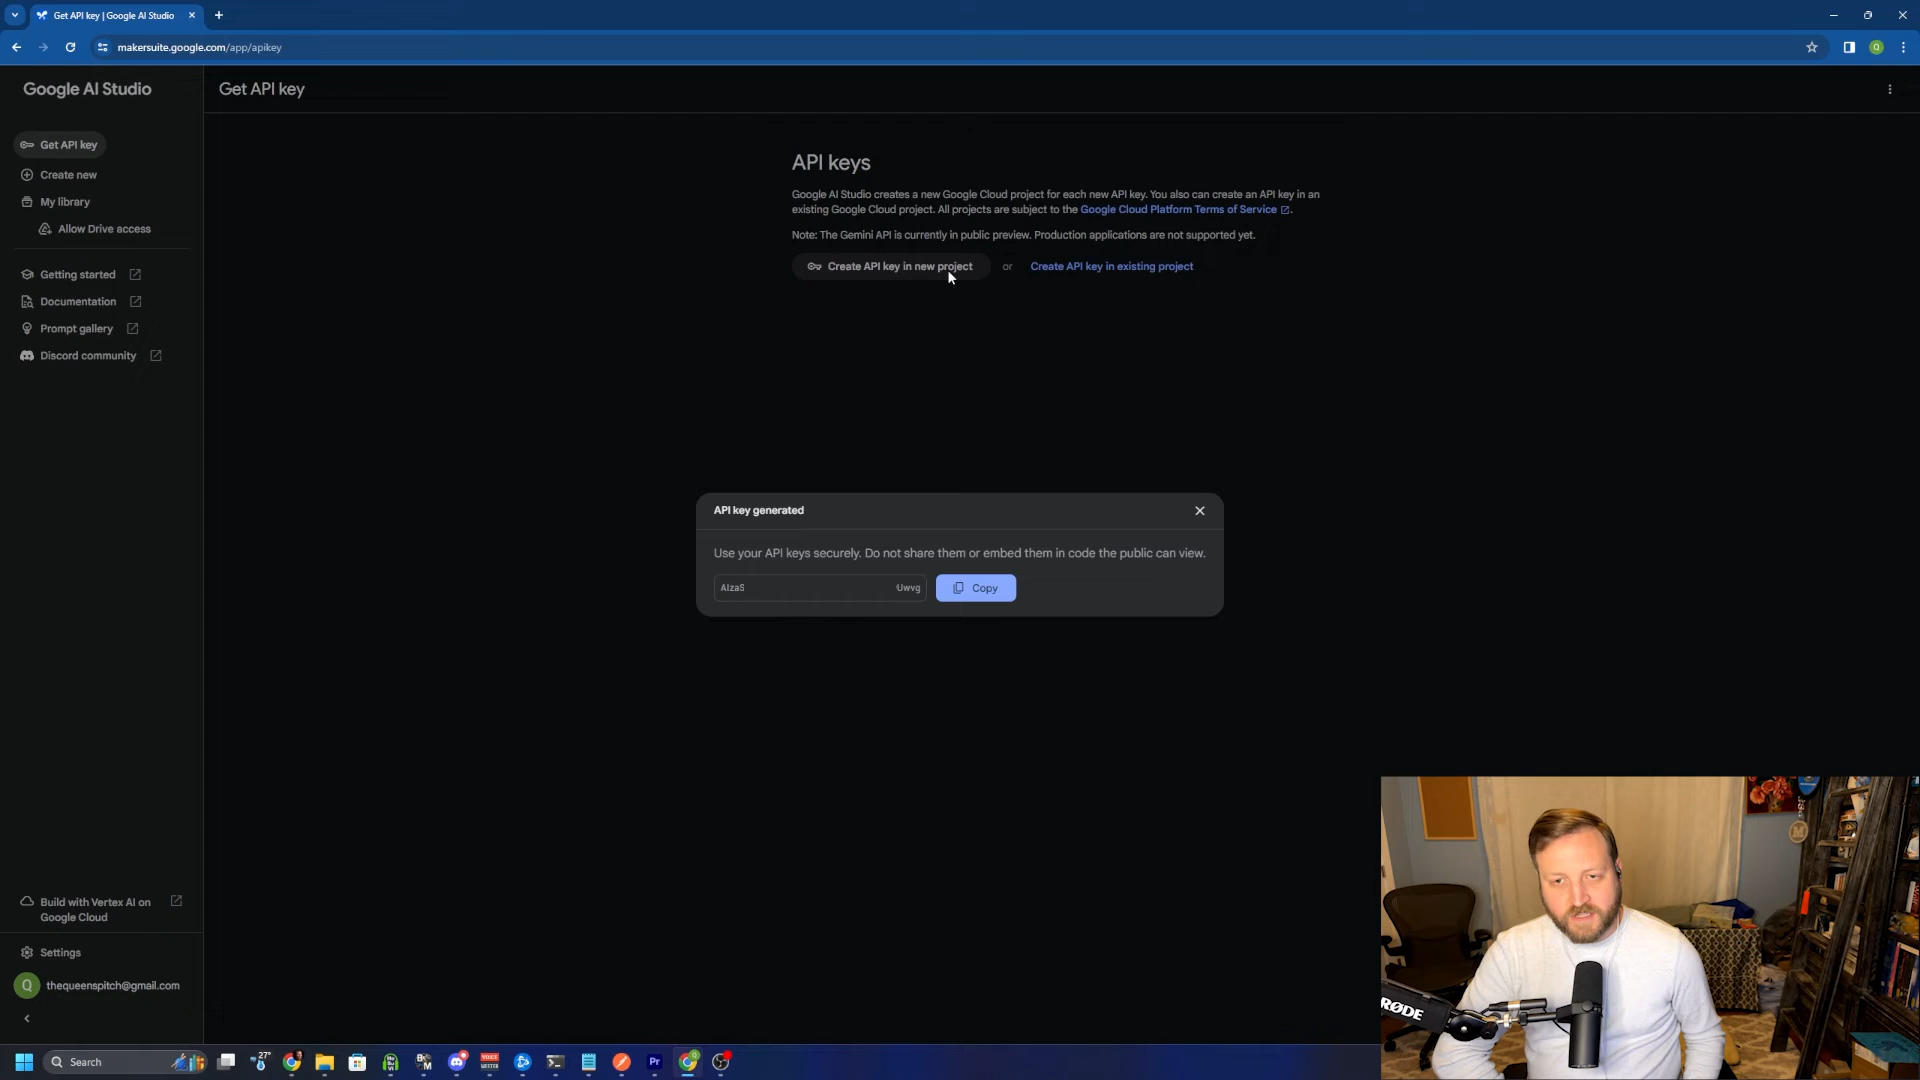 Get API key | Google AI Studio
makersuite.google.com/app/apikey
Google AI Studio
Get API key
Get API key
Create new
My library
Allow Drive access
Getting started
Documentation
Prompt gallery
Discord community
API keys
Google AI Studio creates a new Google Cloud project for each new API key. You also can create an API key in an
existing Google Cloud project. All projects are subject to the Google Cloud Platform Terms of Service.
Note: The Gemini API is currently in public preview. Production applications are not supported yet.
Create API key in new project or Create API key in existing project
API key generated
Use your API keys securely. Do not share them or embed them in code the public can view.
AIzaS Uwvg Copy
Build with Vertex AI on
Google Cloud
Settings
Q thequeenspitch@gmail.com
RØDE
Search
27°
Pr